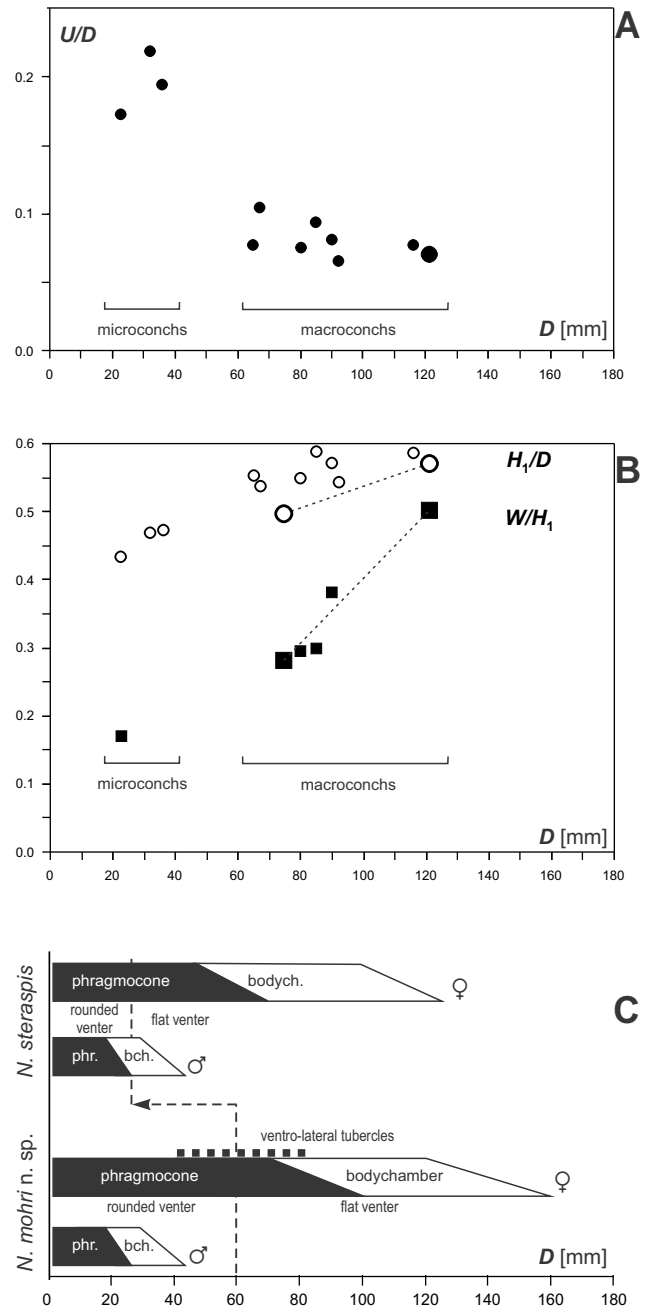 U/D
A
0.2
0.1
microconchs macroconchs
D [mm]
0.0
0 20 40 60 80 100 120 140 160 180
0.6
H1/D
B
0.5
W/H1
0.4
0.3
0.2
microconchs macroconchs
0.1
D [mm]
0.0
0 20 40 60 80 100 120 140 160 180
N. steraspis
phragmocone bodych. ♀
C
rounded venter
flat venter
phr. bch. ♂
ventro-lateral tubercles
N. mohri n. sp.
phragmocone bodychamber ♀
rounded venter flat venter
phr. bch. ♂
D [mm]
0 20 40 60 80 100 120 140 160 180